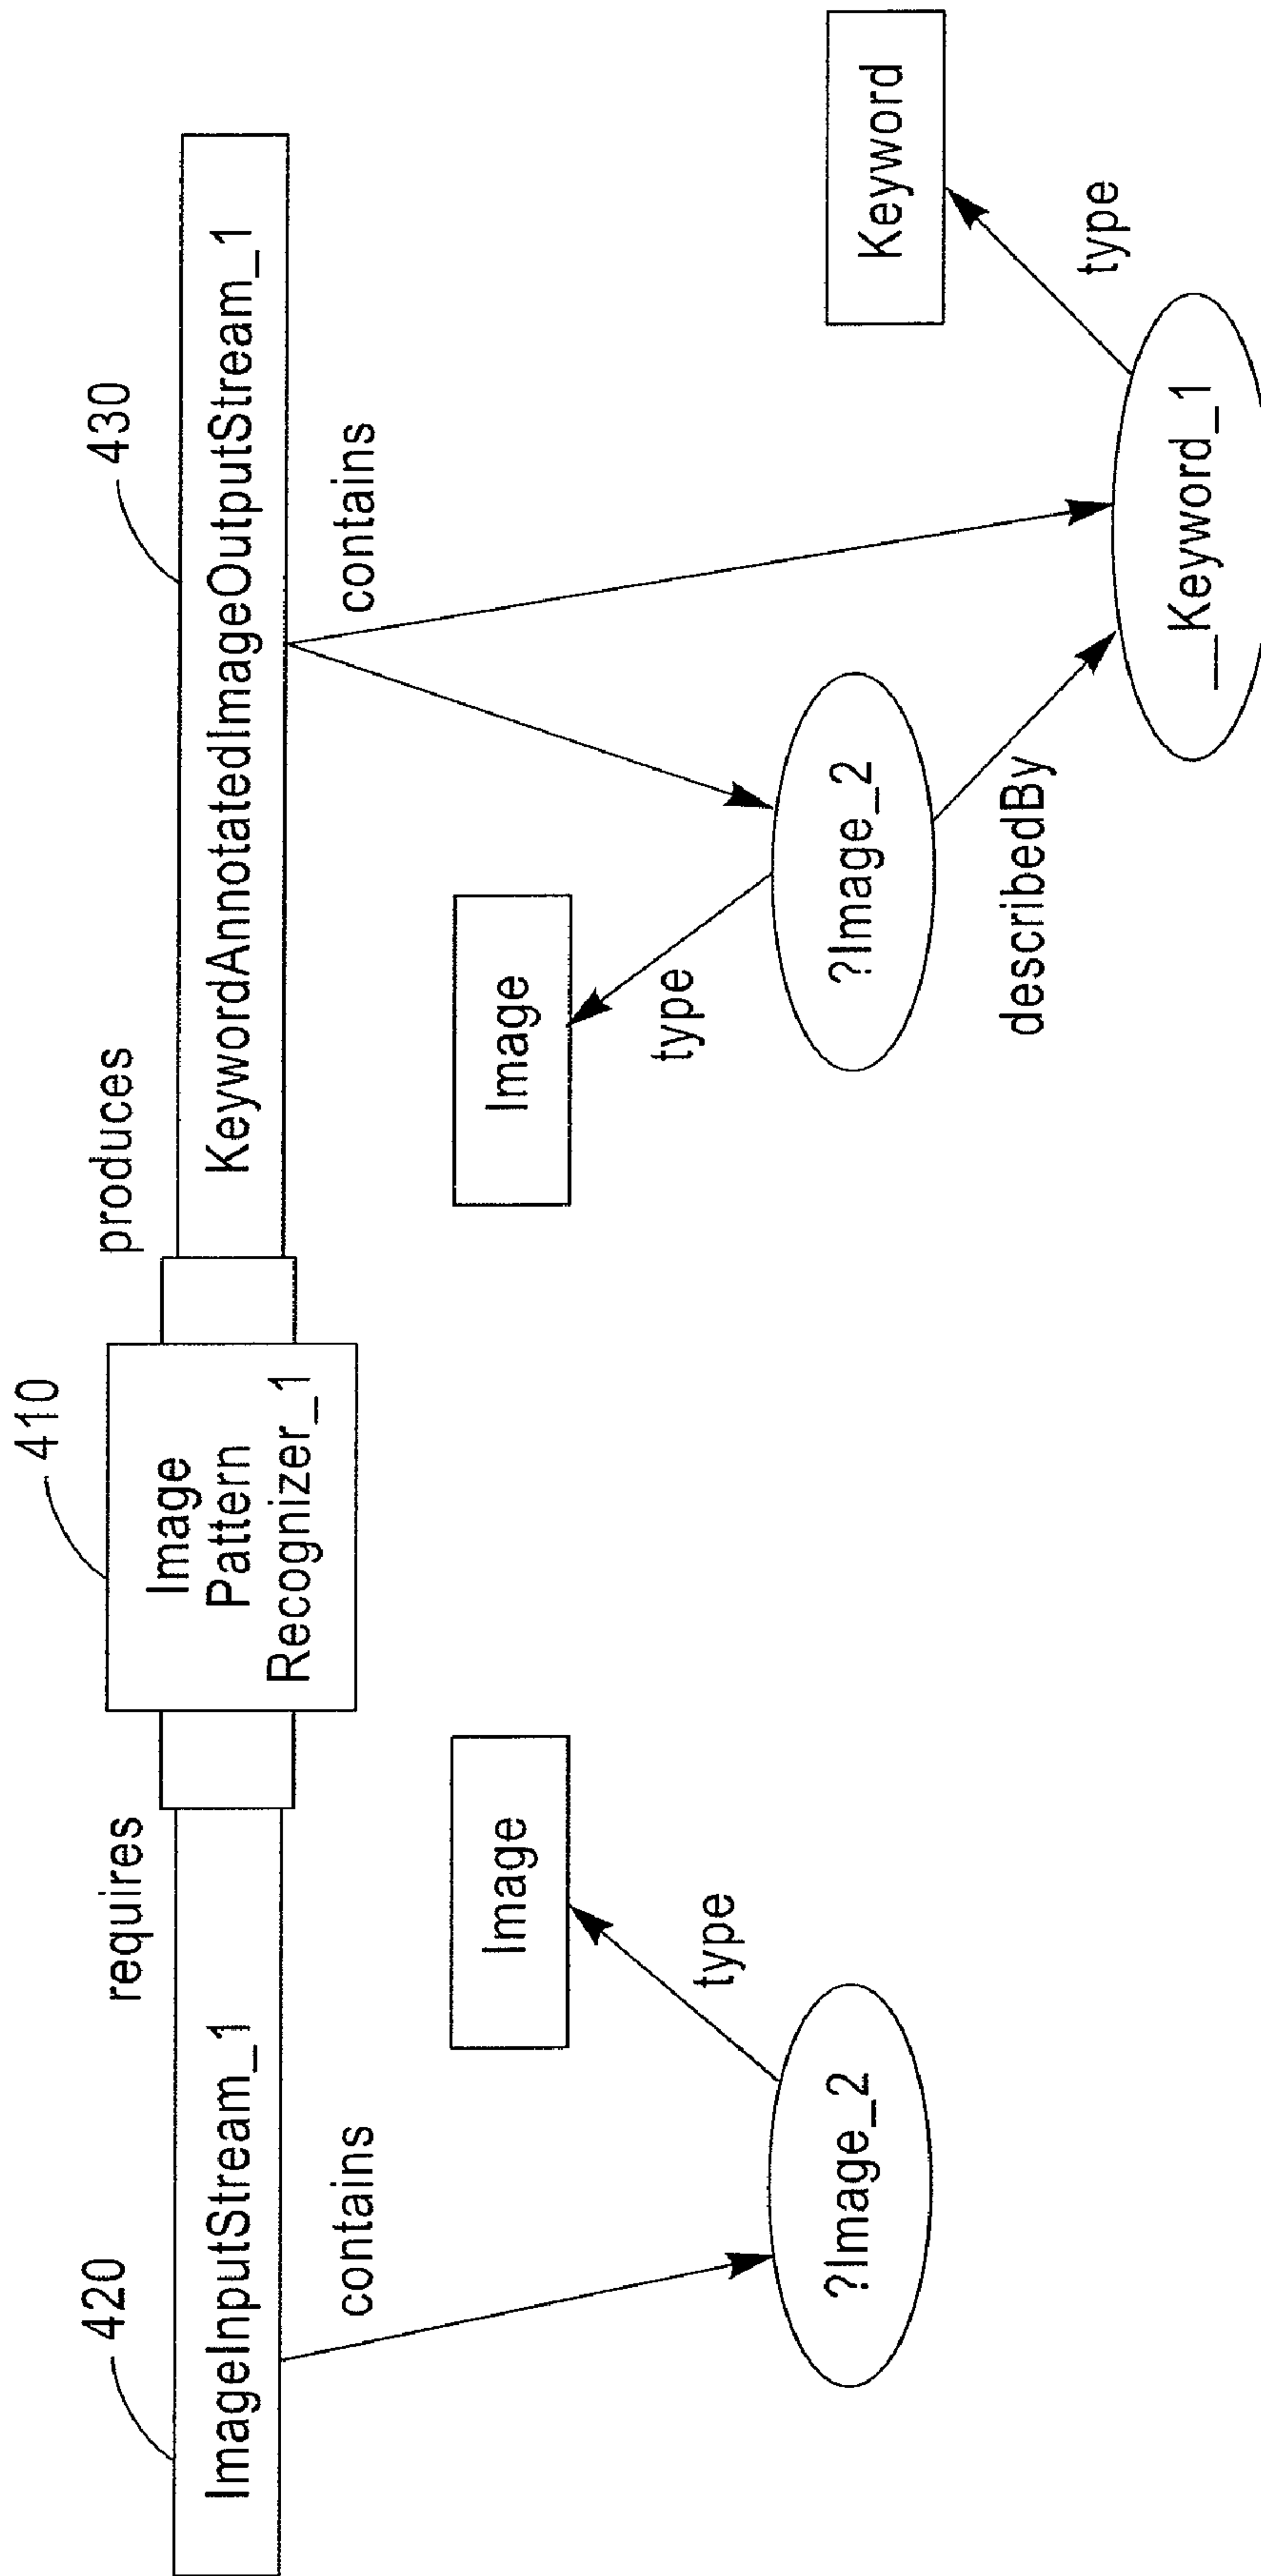 420
ImageInputStream_1
requires
410
Image
Pattern
Recognizer_1
produces
430
KeywordAnnotatedImageOutputStream_1
contains
?Image_2
type
Image
contains
Image
type
?Image_2
describedBy
__Keyword_1
type
Keyword